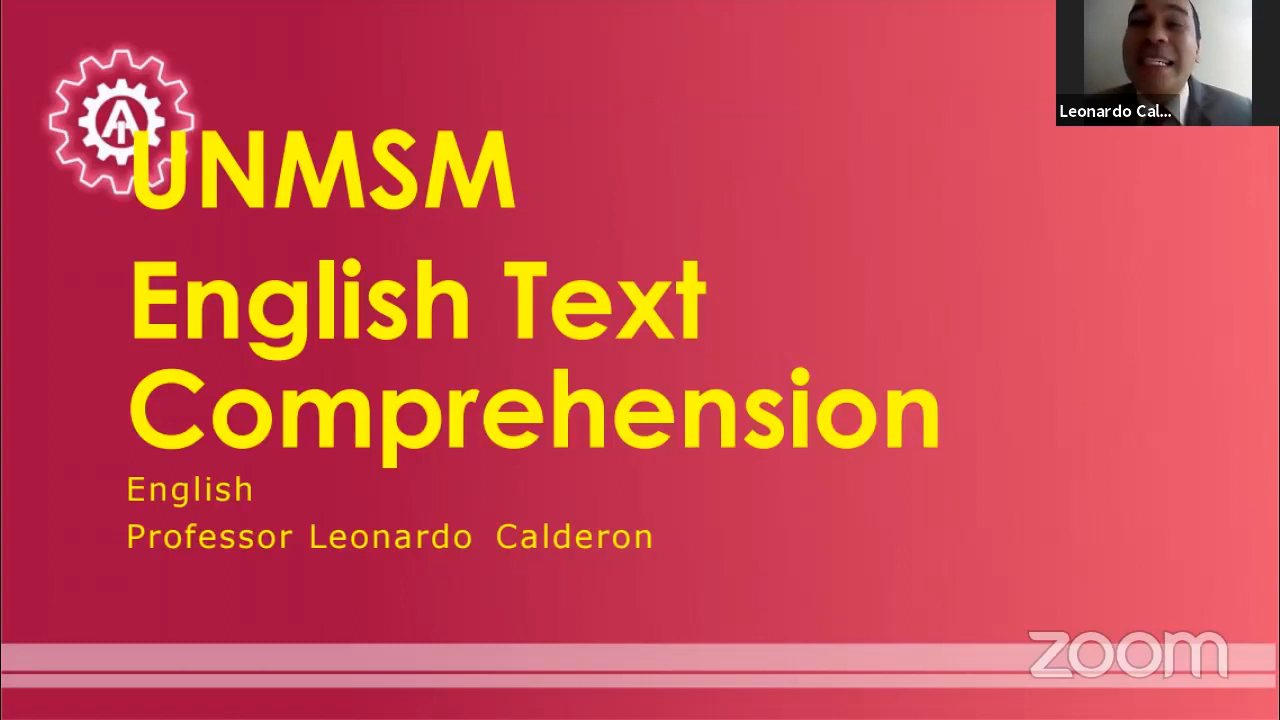 Leonardo Cal...
UNMSM
English Text
Comprehension
English
Professor Leonardo Calderon
zoom